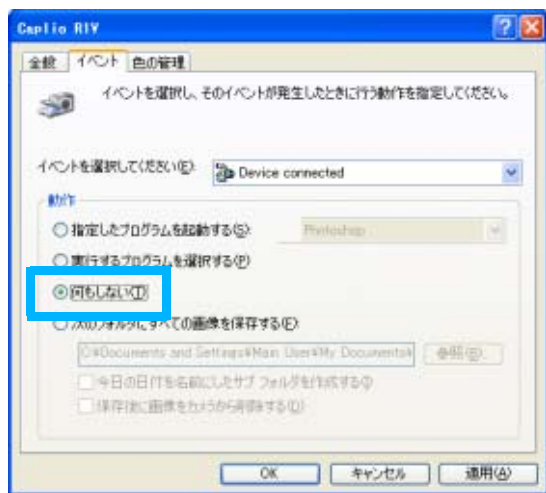 Caplio R1V
全般 イベント 色の管理
イベントを選択し、そのイベントが発生したときに行う動作を指定してください。
イベントを選択してください(E): Device connected
動作
指定したプログラムを起動する(S): Photoshop
実行するプログラムを選択する(P)
何もしない(T)
次のフォルダにすべての画像を保存する(F):
C:¥Documents and Settings¥Main User¥My Documents¥ 参照(B)...
今日の日付を名前にしたサブ フォルダを作成する(I)
保存後に画像をカメラから削除する(D)
OK キャンセル 適用(A)